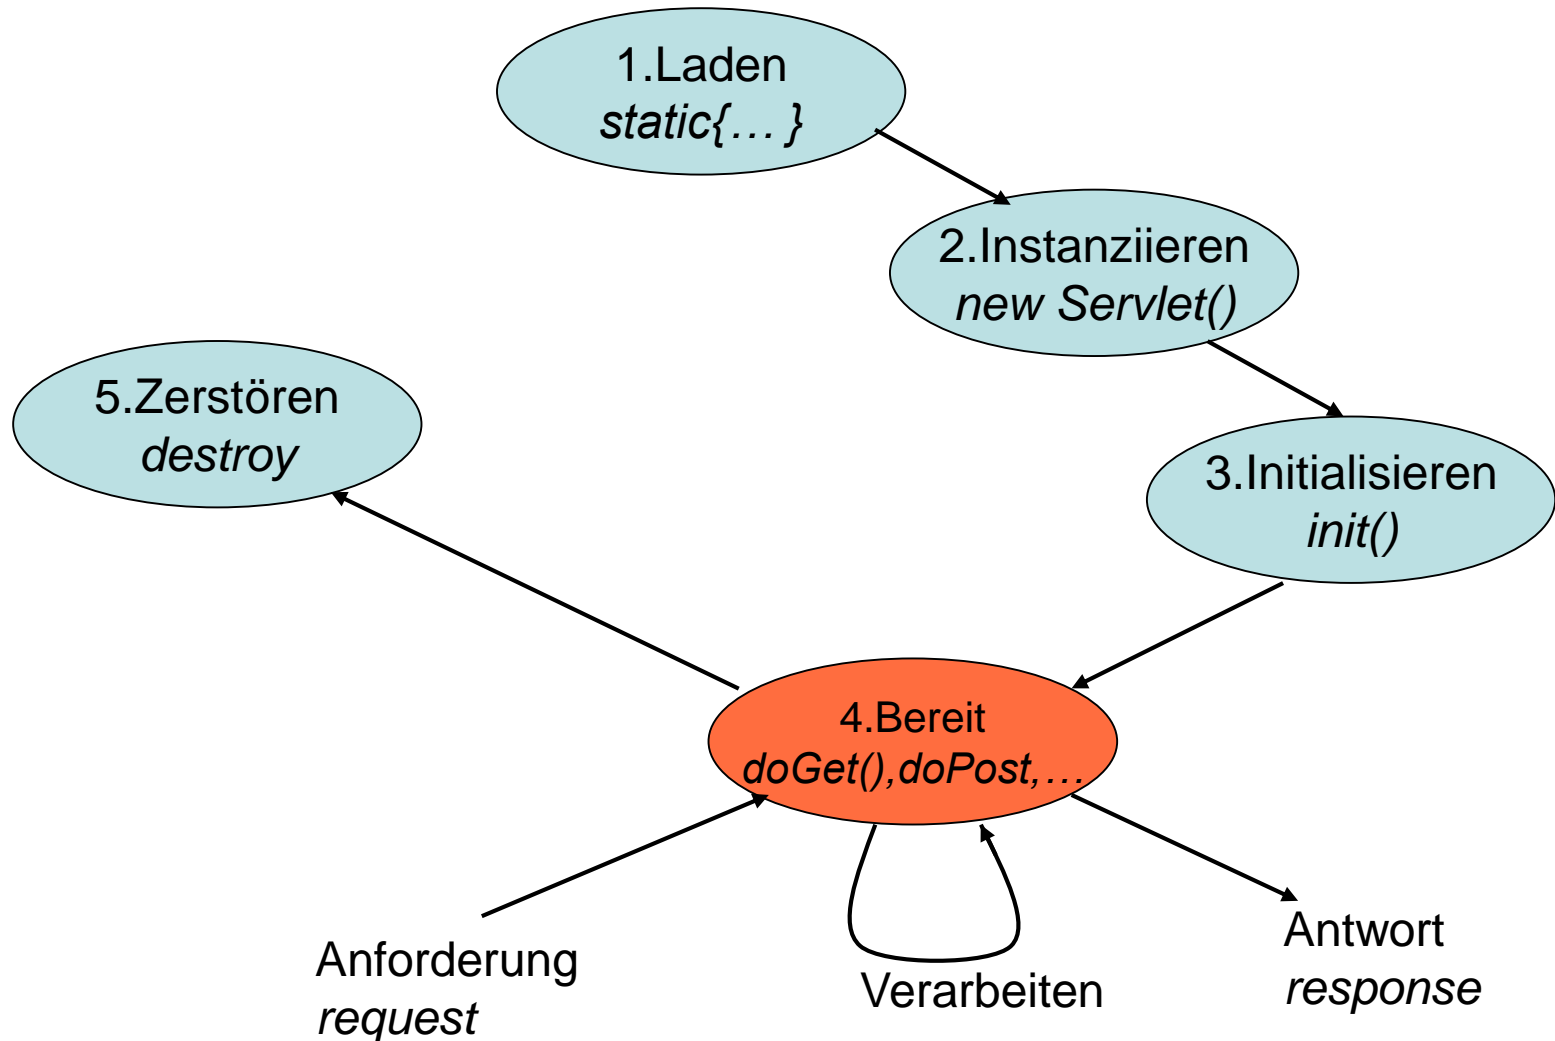 1.Laden
static{… }
2.Instanziieren
new Servlet()
5.Zerstören
destroy
3.Initialisieren
init()
4.Bereit
doGet(),doPost,…
Anforderung
request
Verarbeiten
Antwort
response